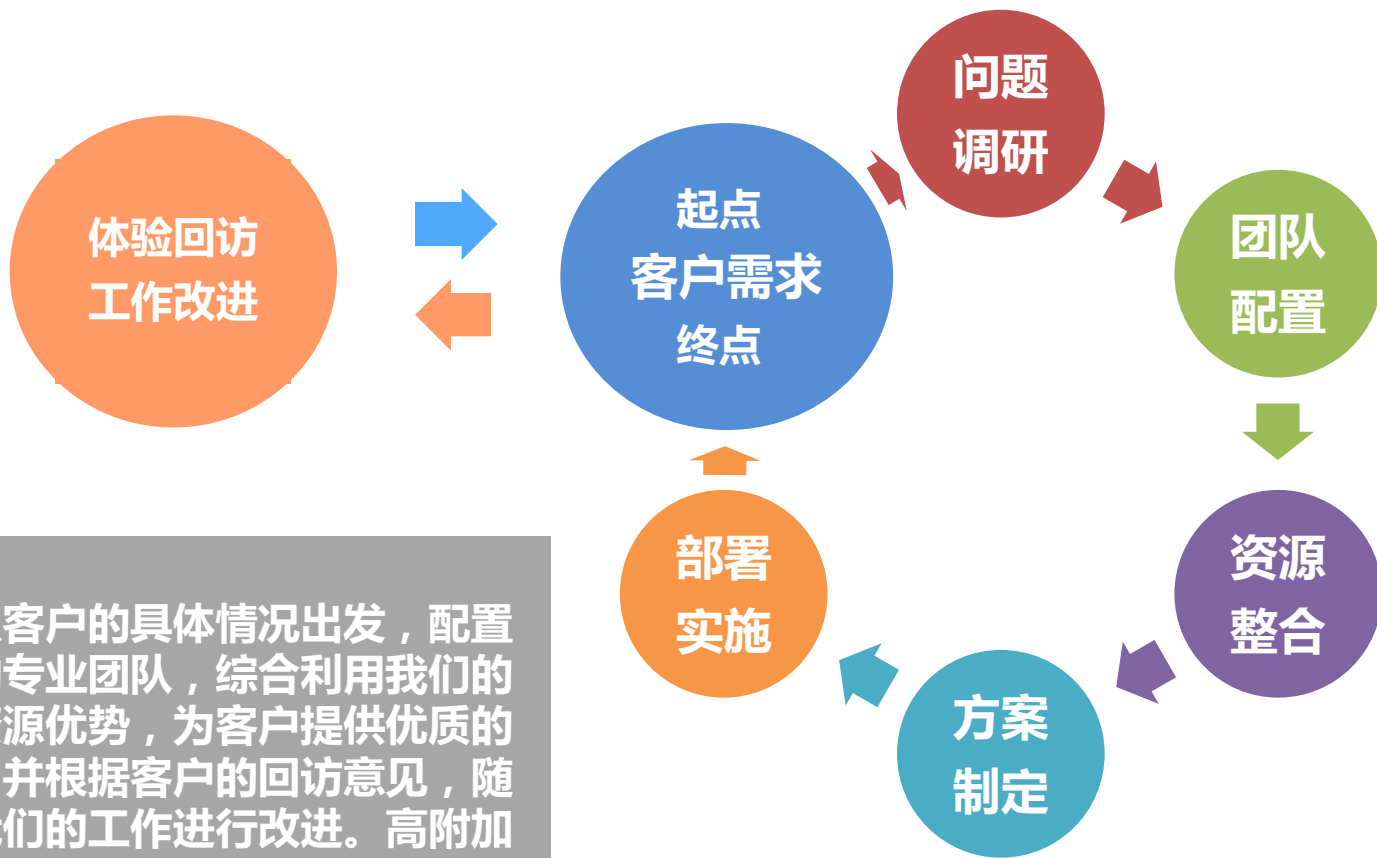 体验回访
工作改进
起点
客户需求
终点
问题
调研
团队
配置
资源
整合
方案
制定
部署
实施
客户的具体情况出发，配置
专业团队，综合利用我们的
源优势，为客户提供优质的
并根据客户的回访意见，随
们的工作进行改进。高附加